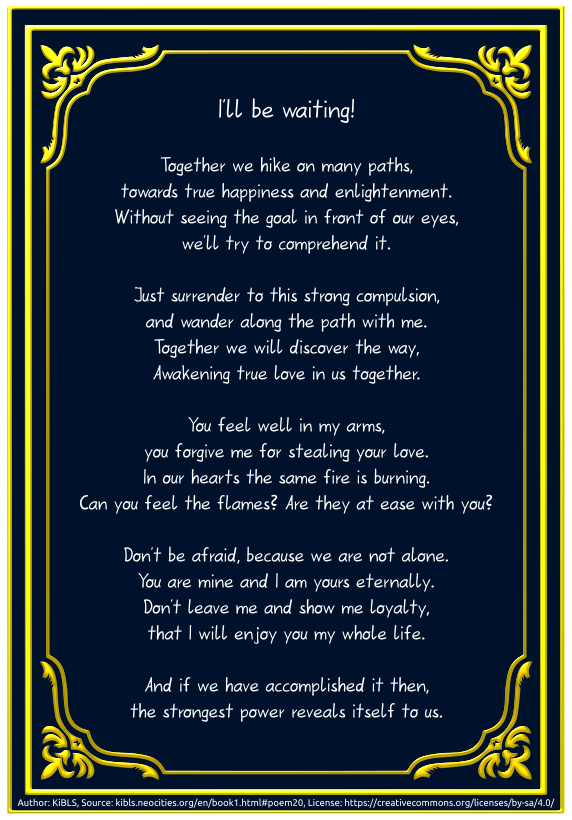 I'll be waiting!
Together we hike on many paths,
towards true happiness and enlightenment.
Without seeing the goal in front of our eyes,
we'll try to comprehend it.
Just surrender to this strong compulsion,
and wander along the path with me.
Together we will discover the way,
Awakening true love in us together.
You feel well in my arms,
you forgive me for stealing your love.
In our hearts the same fire is burning.
Can you feel the flames? Are they at ease with you?
Don't be afraid, because we are not alone.
You are mine and I am yours eternally.
Don't leave me and show me loyalty,
that I will enjoy you my whole life.
And if we have accomplished it then,
the strongest power reveals itself to us.
Author: KiBLS, Source: kibls.neocities.org/en/book1.html#poem20, License: https://creativecommons.org/licenses/by-sa/4.0/